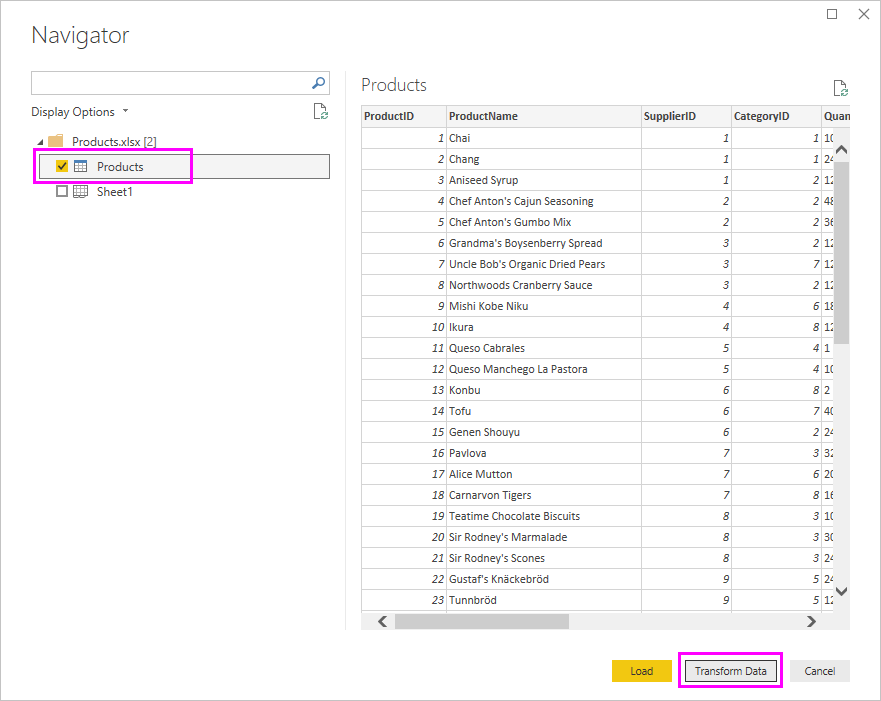 Navigator
Display Options
Products.xlsx [2]
Products
Sheet1
Products
ProductID ProductName SupplierID CategoryID Quan
1 Chai 1 1 10
2 Chang 1 1 24
3 Aniseed Syrup 1 2 12
4 Chef Anton's Cajun Seasoning 2 2 48
5 Chef Anton's Gumbo Mix 2 2 36
6 Grandma's Boysenberry Spread 3 2 12
7 Uncle Bob's Organic Dried Pears 3 7 12
8 Northwoods Cranberry Sauce 3 2 12
9 Mishi Kobe Niku 4 6 18
10 Ikura 4 8 12
11 Queso Cabrales 5 4 1
12 Queso Manchego La Pastora 5 4 10
13 Konbu 6 8 2
14 Tofu 6 7 40
15 Genen Shouyu 6 2 24
16 Pavlova 7 3 32
17 Alice Mutton 7 6 20
18 Carnarvon Tigers 7 8 16
19 Teatime Chocolate Biscuits 8 3 10
20 Sir Rodney's Marmalade 8 3 30
21 Sir Rodney's Scones 8 3 24
22 Gustaf's Knäckebröd 9 5 24
23 Tunnbröd 9 5 12
Load Transform Data Cancel